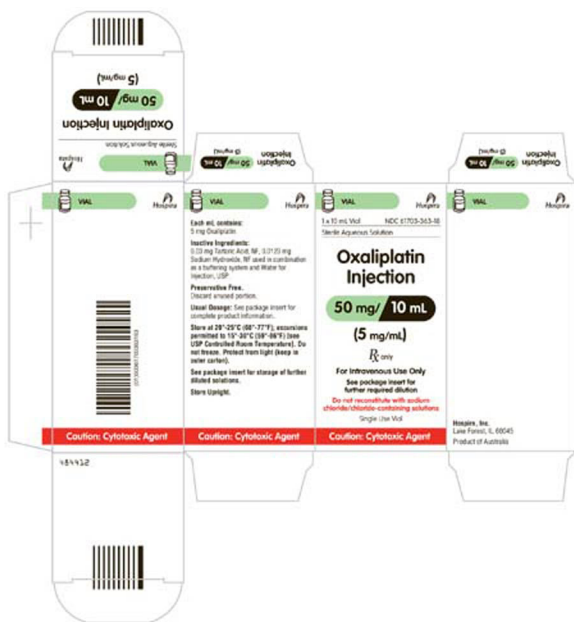 Oxaliplatin Injection
50 mg/ 10 mL
(5 mg/mL)
Sterile Aqueous Solution
VIAL
Hospira
Oxaliplatin
Injection
50 mg/ 10 mL
(5 mg/mL)
VIAL
Hospira
Oxaliplatin
Injection
50 mg/ 10 mL
(5 mg/mL)
VIAL
Hospira
VIAL
Hospira
Caution: Cytotoxic Agent
484412
VIAL
Hospira
Each mL contains:
5 mg Oxaliplatin
Inactive Ingredients:
Tartaric Acid, NF,
Sodium Hydroxide, NF used in combination
as a buffering system and Water for
Injection, USP
Preservative Free.
Discard unused portion.
Usual Dosage: See package insert for
complete product information.
Store at 20°-25°C (68°-77°F), excursions
permitted to 15°-30°C (59°-86°F) (see
USP Controlled Room Temperature). Do
not freeze. Protect from light (keep in
outer carton).
See package insert for storage of further
diluted solutions.
Store Upright.
Caution: Cytotoxic Agent
VIAL
Hospira
1 x 10 mL Vial NDC 61703-363-18
Sterile Aqueous Solution
Oxaliplatin
Injection
50 mg/ 10 mL
(5 mg/mL)
Rx only
For Intravenous Use Only
See package insert for
further required dilution
Do not reconstitute with sodium
chloride/chloride-containing solutions
Single Use Vial
Caution: Cytotoxic Agent
VIAL
Hospira
Hospira, Inc.
Lake Forest, IL 60045
Product of Australia